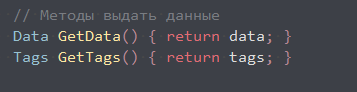 // Методы выдать данные
Data GetData() { return data; }
Tags GetTags() { return tags; }